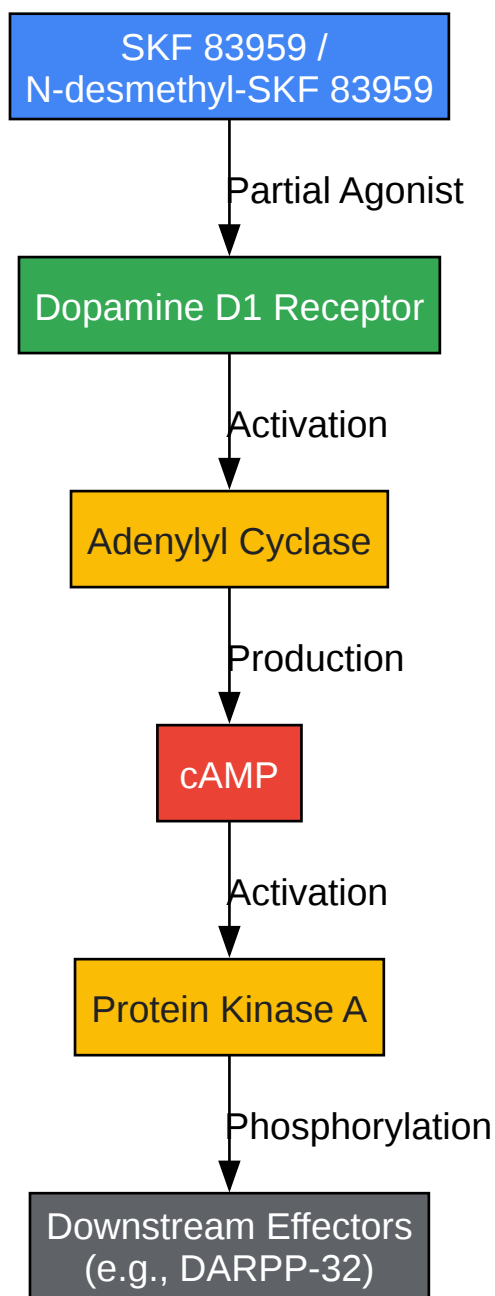 SKF 83959 /
N-desmethyl-SKF 83959
Partial Agonist
Dopamine D1 Receptor
Activation
Adenylyl Cyclase
Production
cAMP
Activation
Protein Kinase A
Phosphorylation
Downstream Effectors
(e.g., DARPP-32)